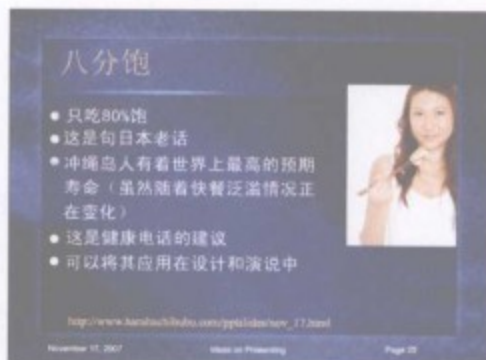 八分饱
只吃80%饱
这是句日本老话
冲绳岛人有着世界上最高的预期
寿命（虽然随着快餐泛滥情况正
在变化）
这是健康电话的建议
可以将其应用在设计和演说中
November 17, 2007